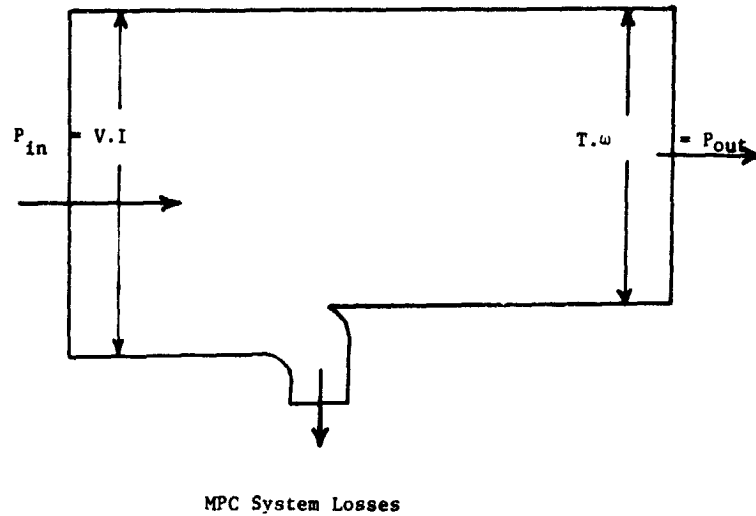 P_in = V.I
T.ω = P_out
MPC System Losses